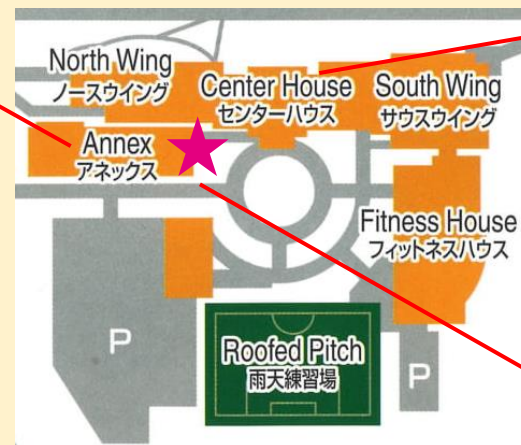 North Wing
ノースウイング
Center House
センターハウス
South Wing
サウスウイング
Annex
アネックス
Fitness House
フィットネスハウス
Roofed Pitch
雨天練習場
P
P